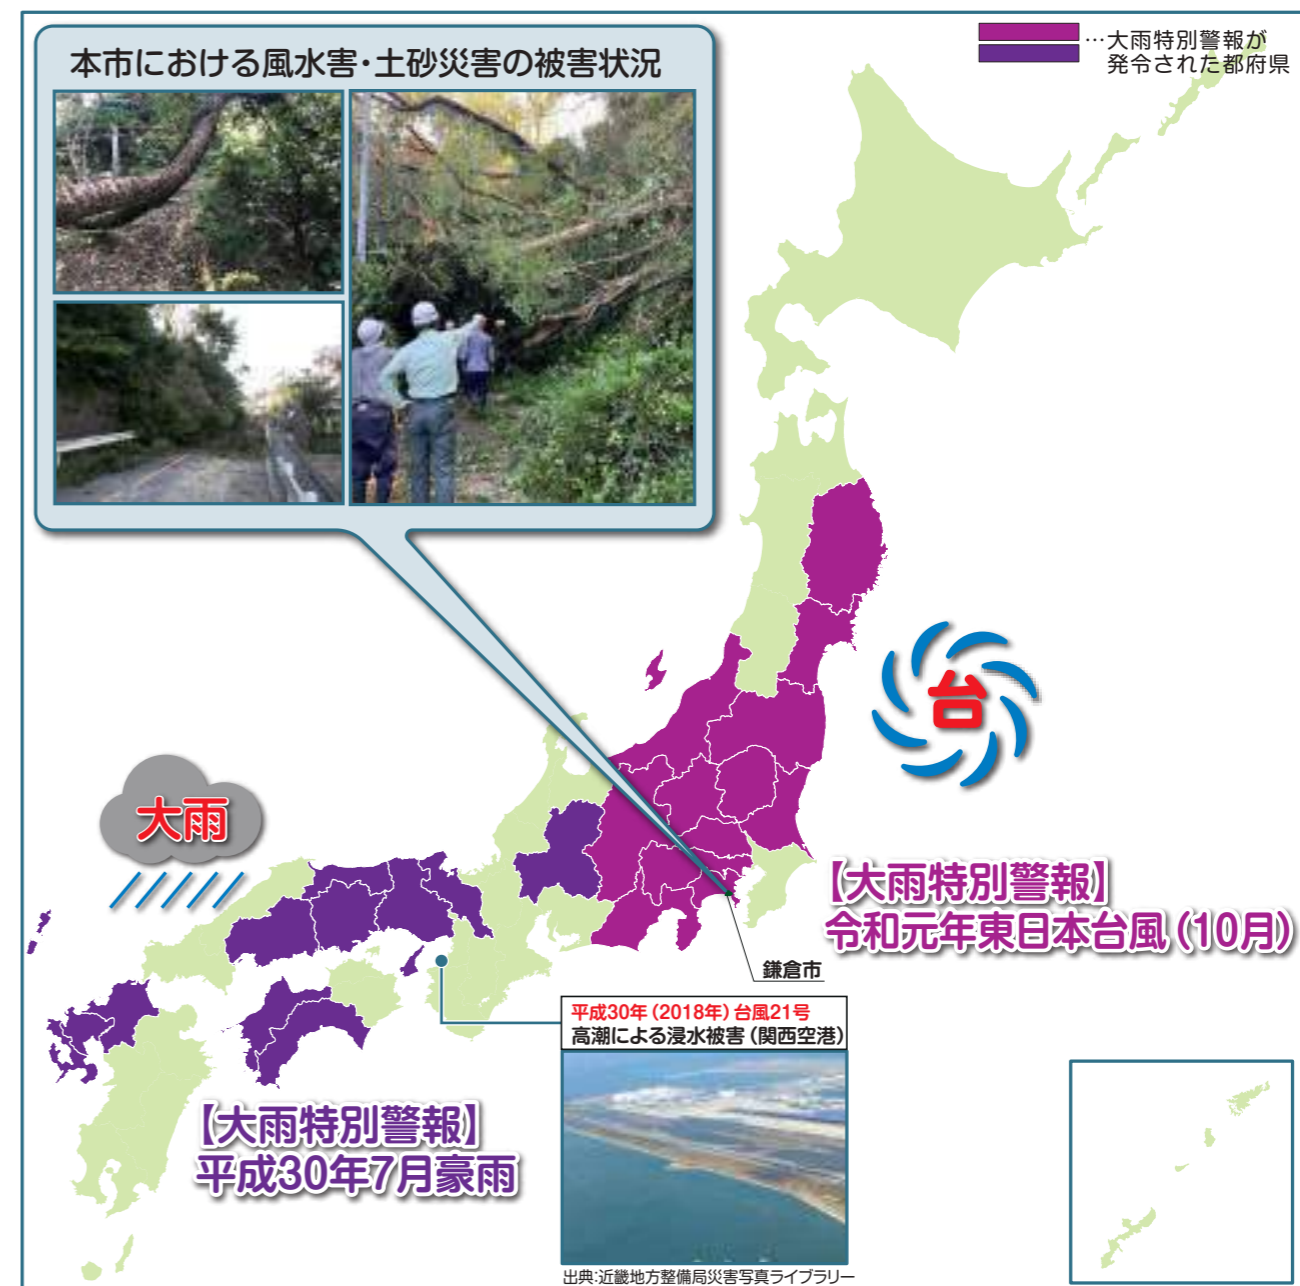 本市における風水害・土砂災害の被害状況
…大雨特別警報が
発令された都府県
台
大雨
【大雨特別警報】
令和元年東日本台風(10月)
鎌倉市
平成30年(2018年)台風21号
高潮による浸水被害(関西空港)
【大雨特別警報】
平成30年7月豪雨
出典:近畿地方整備局災害写真ライブラリー